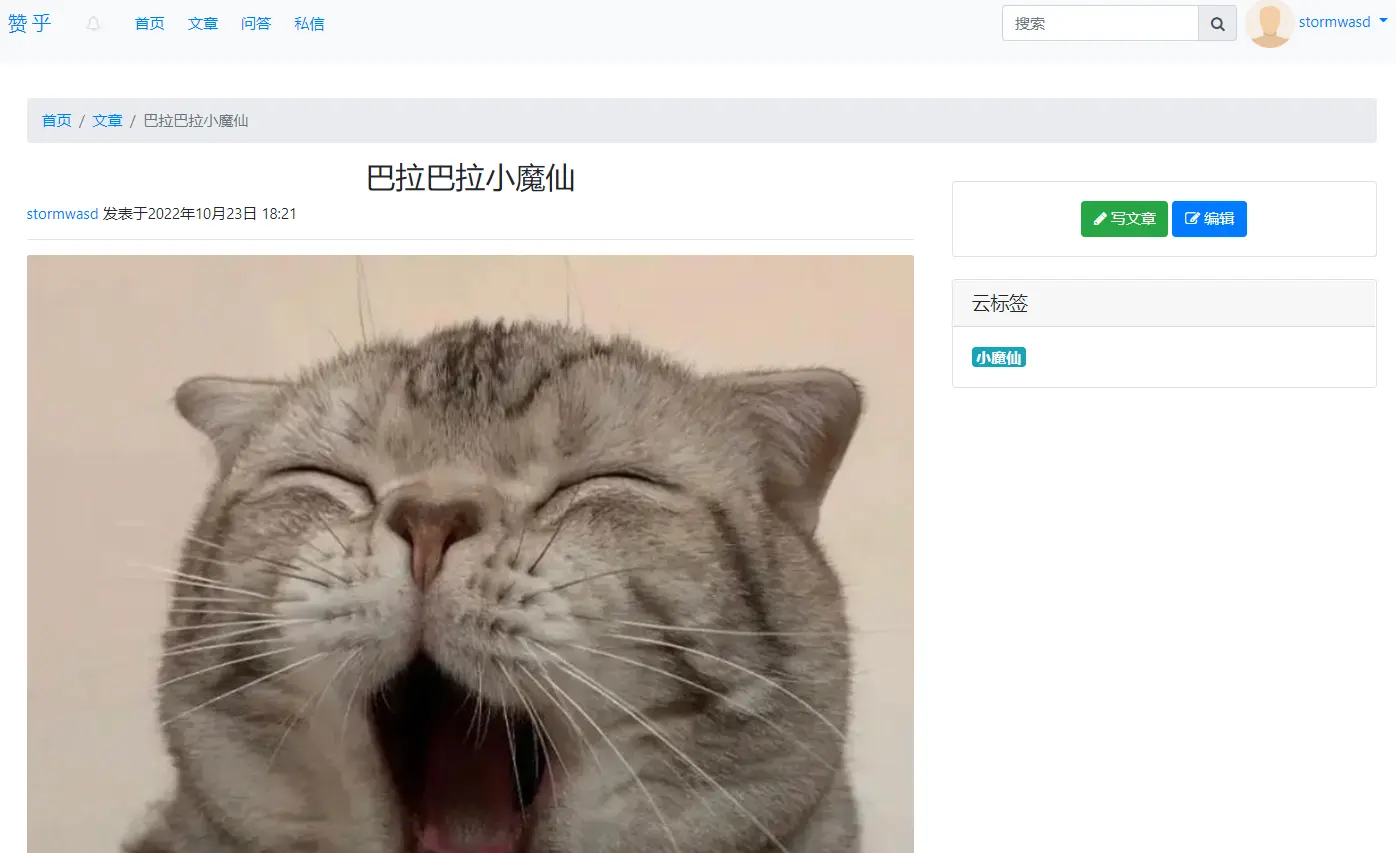 赞乎 首页 文章 问答 私信 搜索 stormwasd
首页 / 文章 / 巴拉巴拉小魔仙
巴拉巴拉小魔仙
stormwasd 发表于2022年10月23日 18:21
写文章 编辑
云标签
小魔仙